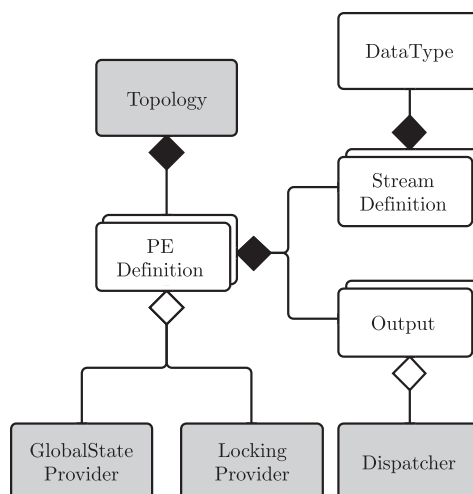 DataType
Topology
Stream
Definition
PE
Definition
Output
GlobalState
Provider
Locking
Provider
Dispatcher